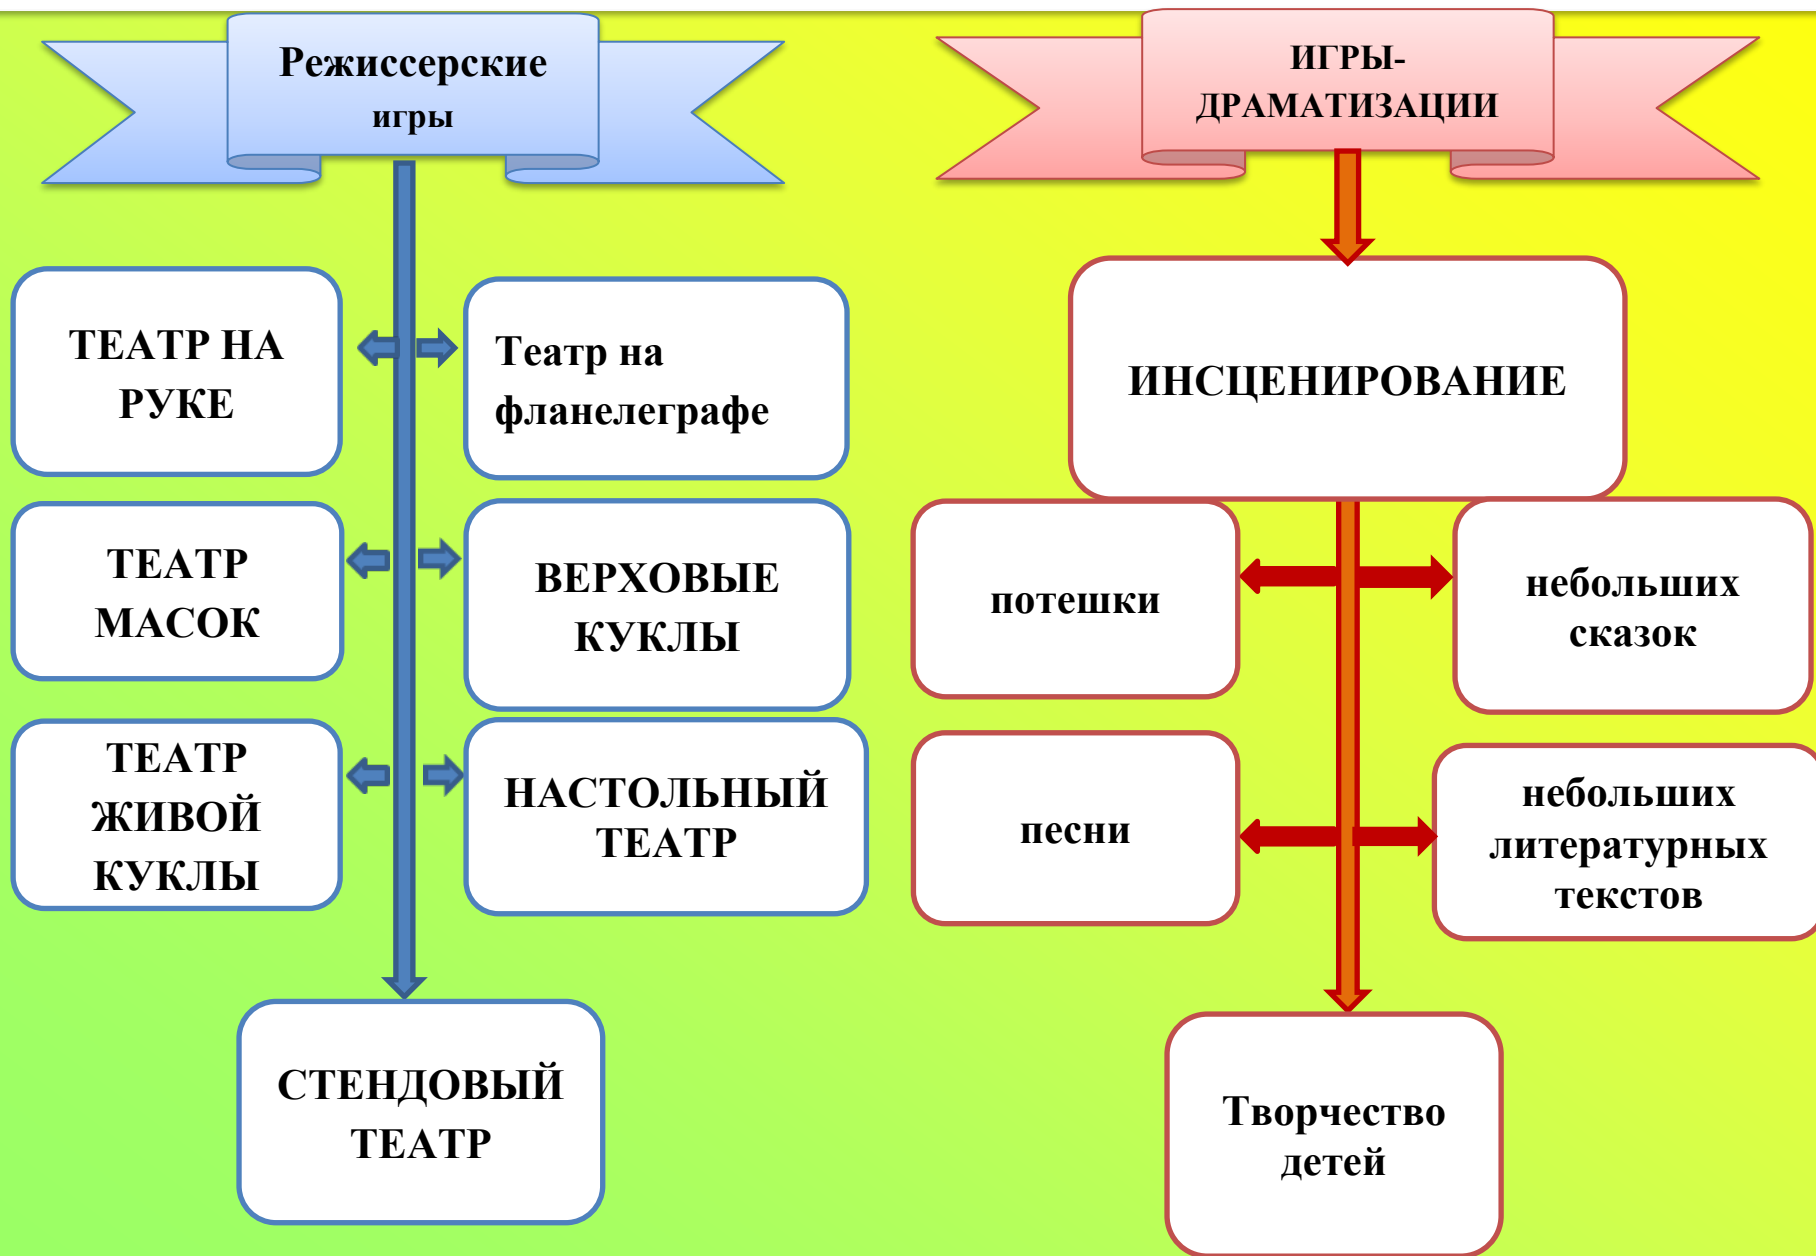 Режиссерские
игры
ТЕАТР НА
РУКЕ
Театр на
фланелеграфе
ТЕАТР
МАСОК
ВЕРХОВЫЕ
КУКЛЫ
ТЕАТР
ЖИВОЙ
КУКЛЫ
НАСТОЛЬНЫЙ
ТЕАТР
СТЕНДОВЫЙ
ТЕАТР
ИГРЫ-
ДРАМАТИЗАЦИИ
ИНСЦЕНИРОВАНИЕ
потешки
небольших
сказок
песни
небольших
литературных
текстов
Творчество
детей